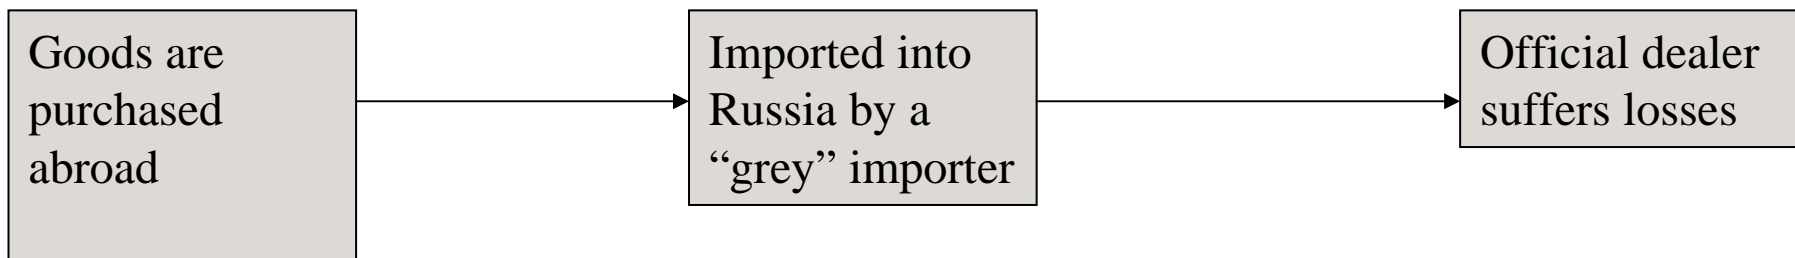 Goods are
purchased
abroad
Imported into
Russia by a
“grey” importer
Official dealer
suffers losses